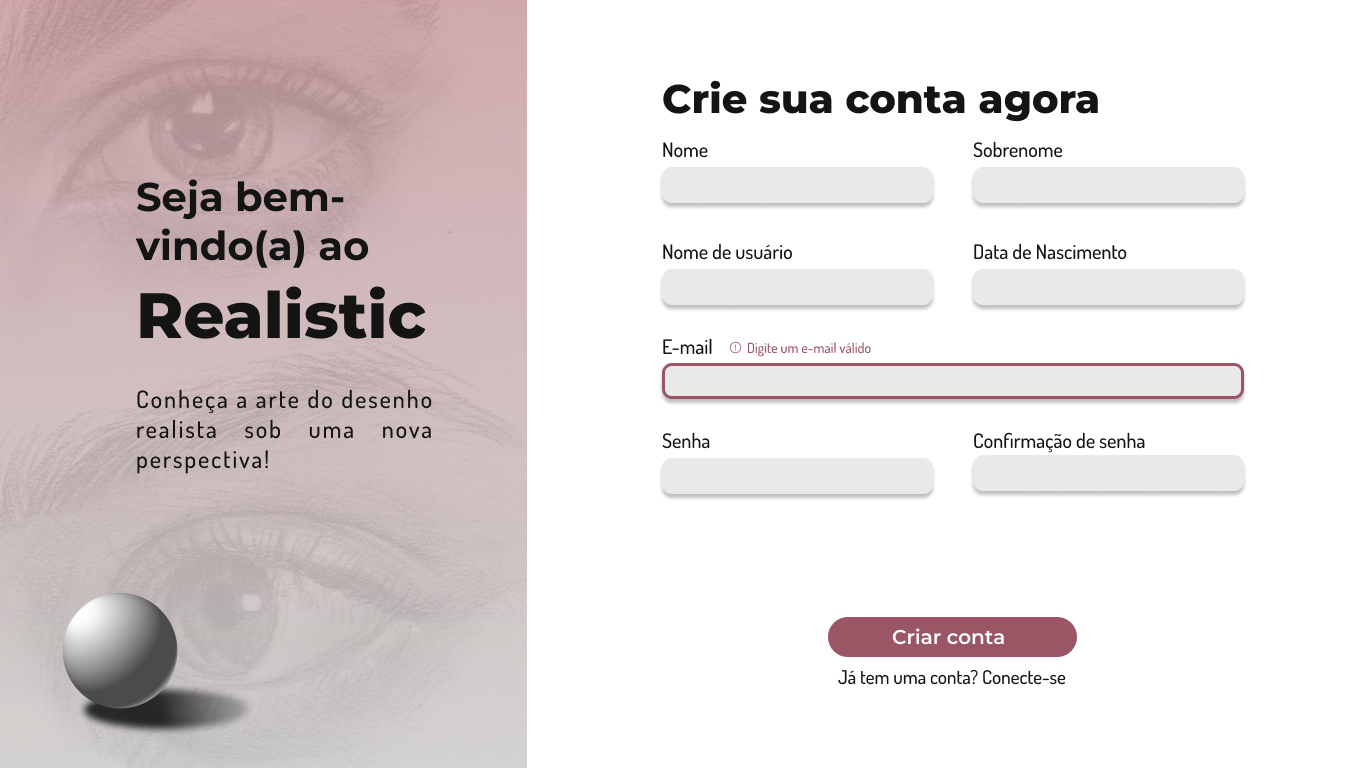 Seja bem-
vindo(a) ao
Realistic
Conheça a arte do desenho
realista sob uma nova
perspectiva!
Crie sua conta agora
Nome
Sobrenome
Nome de usuário
Data de Nascimento
E-mail
Digite um e-mail válido
Senha
Confirmação de senha
Criar conta
Já tem uma conta? Conecte-se